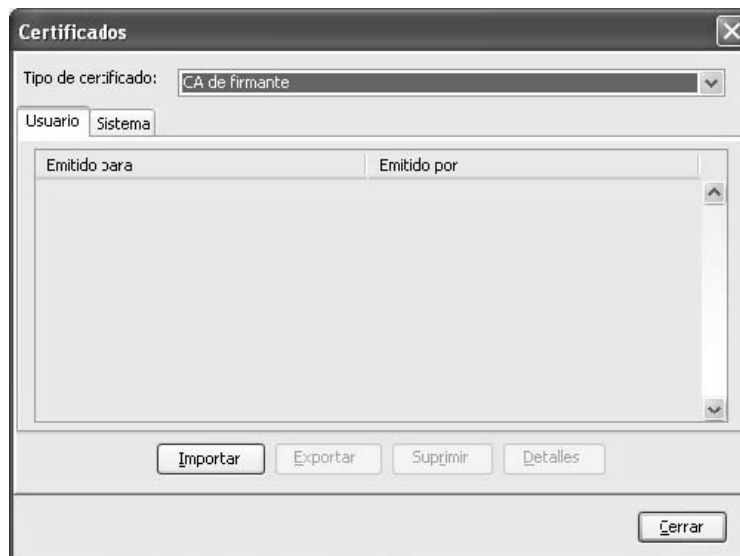 Certificados
Tipo de certificado: CA de firmante
Usuario Sistema
Emitido para Emitido por
Importar Exportar Suprimir Detalles
Cerrar